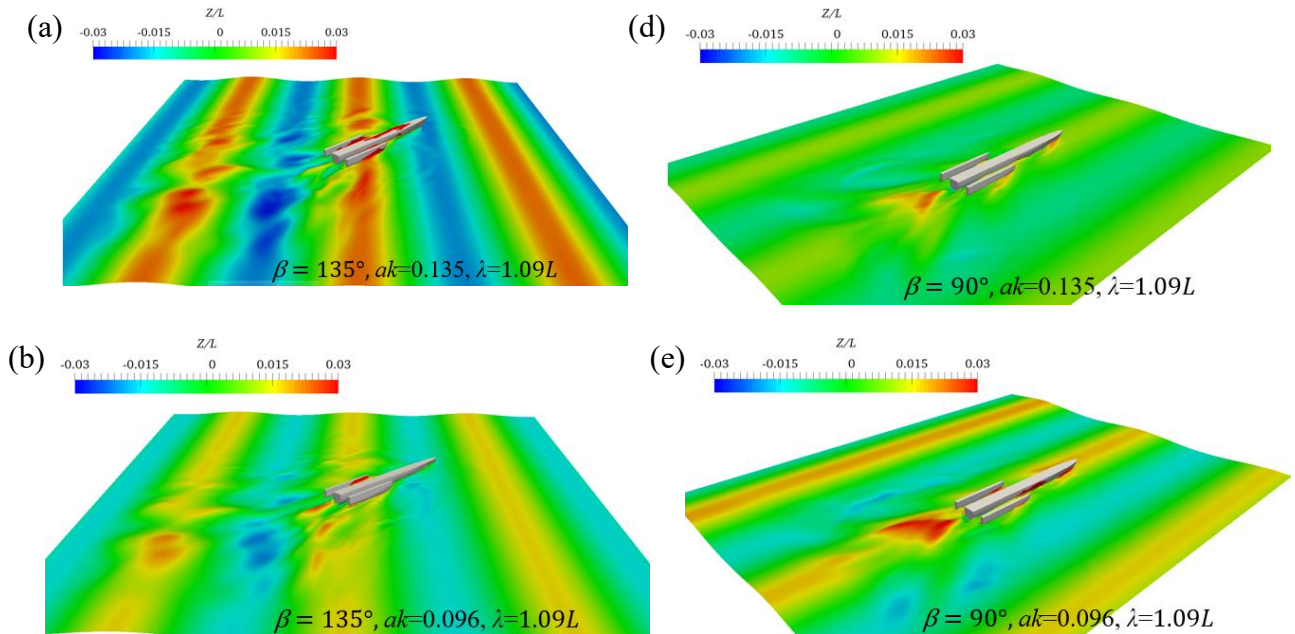 (a)
Z/L
-0.03 -0.015 0 0.015 0.03
β = 135°, ak=0.135, λ=1.09L
(d)
Z/L
-0.03 -0.015 0 0.015 0.03
β = 90°, ak=0.135, λ=1.09L
(b)
Z/L
-0.03 -0.015 0 0.015 0.03
β = 135°, ak=0.096, λ=1.09L
(e)
Z/L
-0.03 -0.015 0 0.015 0.03
β = 90°, ak=0.096, λ=1.09L